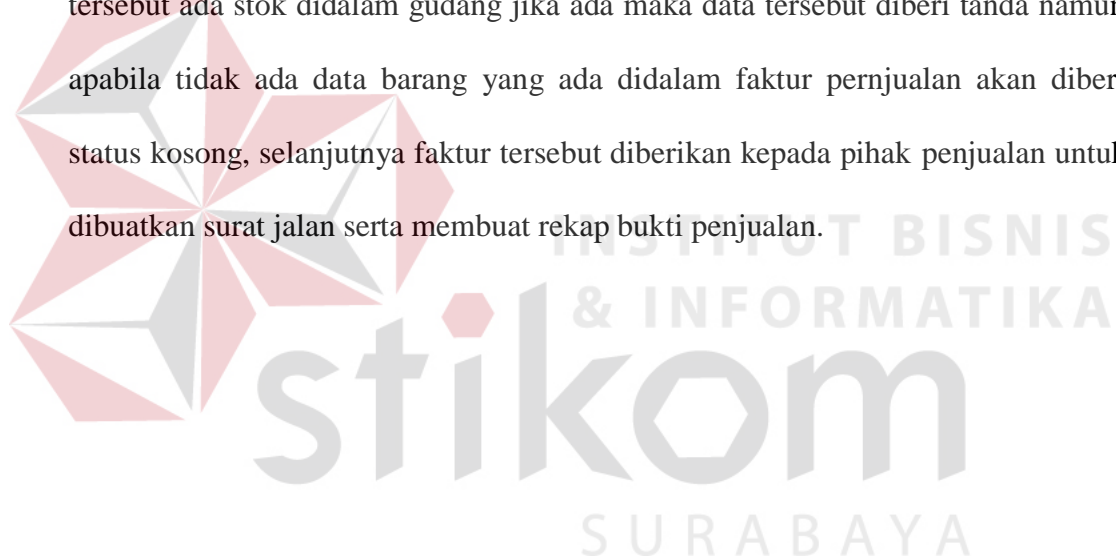 tersebut ada stok didalam gudang jika ada maka data tersebut diberi tanda namun
apabila tidak ada data barang yang ada didalam faktur pernjualan akan diber
status kosong, selanjutnya faktur tersebut diberikan kepada pihak penjualan untuk
dibuatkan surat jalan serta membuat rekap bukti penjualan.
INSTITUT BISNIS
& INFORMATIKA
stikom
SURABAYA